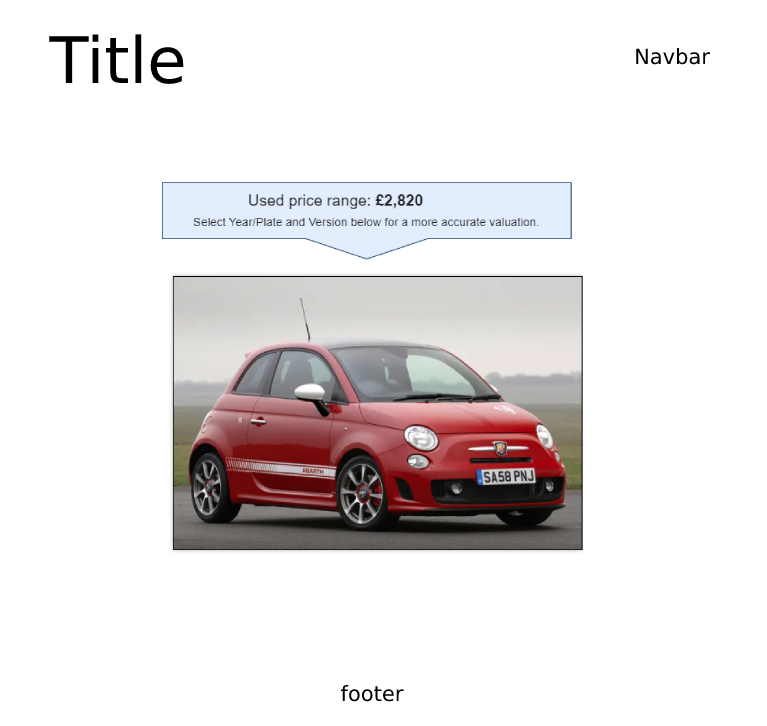 Title
Navbar
Used price range: £2,820
Select Year/Plate and Version below for a more accurate valuation.
ABARTH
SA58 PNJ
footer